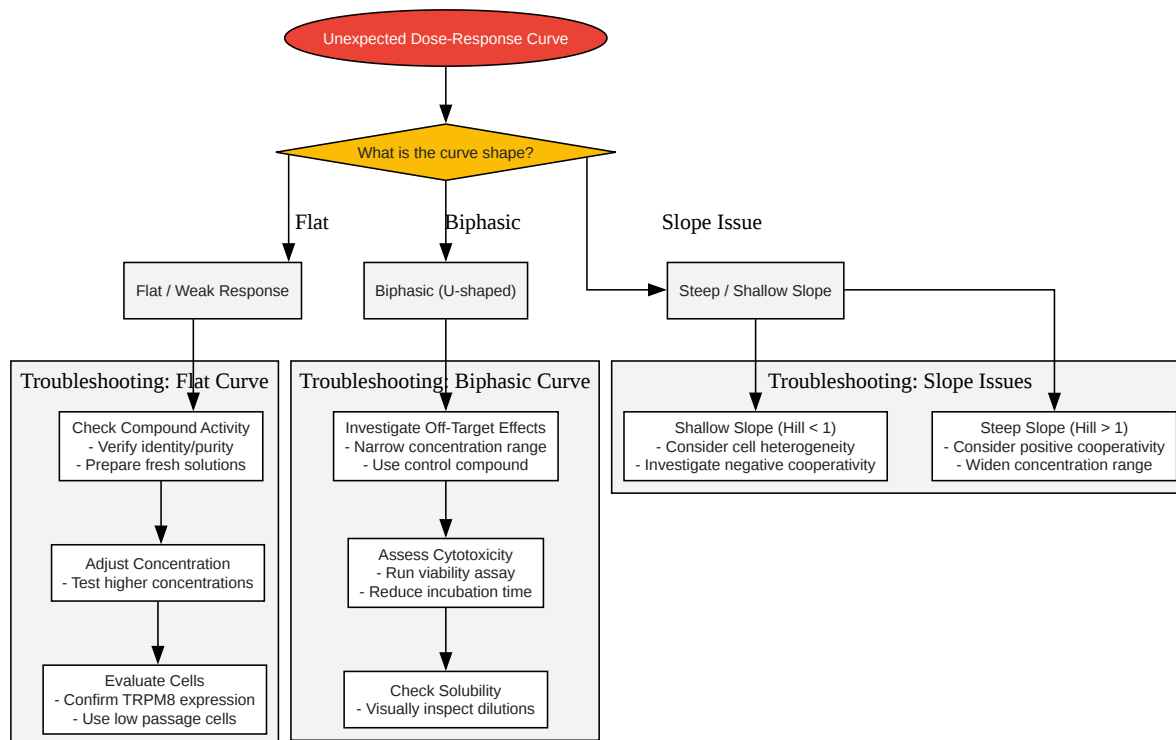 Unexpected Dose-Response Curve
What is the curve shape?
Flat
Biphasic
Slope Issue
Flat / Weak Response
Biphasic (U-shaped)
Steep / Shallow Slope
Troubleshooting: Flat Curve
Check Compound Activity
- Verify identity/purity
- Prepare fresh solutions
Adjust Concentration
- Test higher concentrations
Evaluate Cells
- Confirm TRPM8 expression
- Use low passage cells
Troubleshooting: Biphasic Curve
Investigate Off-Target Effects
- Narrow concentration range
- Use control compound
Assess Cytotoxicity
- Run viability assay
- Reduce incubation time
Check Solubility
- Visually inspect dilutions
Troubleshooting: Slope Issues
Shallow Slope (Hill < 1)
- Consider cell heterogeneity
- Investigate negative cooperativity
Steep Slope (Hill > 1)
- Consider positive cooperativity
- Widen concentration range